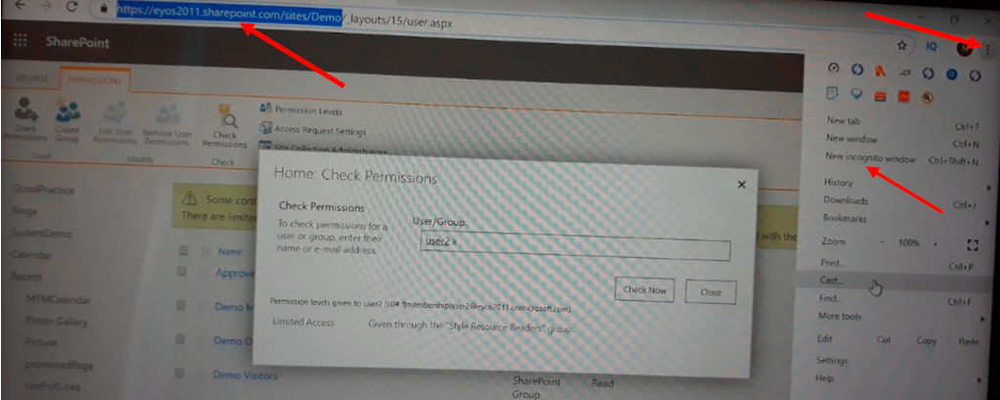 https://eyos2011.sharepoint.com/sites/Demo/_layouts/15/user.aspx
IQ
SharePoint
BROWSE PERMISSIONS
Grant Permissions
Create Group
Edit User Permissions
Remove User Permissions
Check Permissions
Permission Levels
Access Request Settings
Site Collection Administrators
Grant
Modify
Check
GoodPractice
Nega
SudentDemo
Calendar
Recent
MTMCalendar
Photo Gallery
Picture
promotedPage
UseFulLinks
Some cont
There are limite
d with the
Name
Approve
Demo M
Demo O
Demo Visitors
SharePoint Group
Read
Home: Check Permissions
Check Permissions
To check permissions for a
user or group, enter their
name or e-mail address.
User/Group:
user2 x
Check Now
Close
Permission levels given to user2 (i:0#.f|membership|user2@eyos2011.onmicrosoft.com)
Limited Access Given through the "Style Resource Readers" group.
New tab Ctrl+T
New window Ctrl+N
New incognito window Ctrl+Shift+N
History
Downloads Ctrl+J
Bookmarks
Zoom - 100% +
Print... Ctrl+P
Cast...
Find... Ctrl+F
More tools
Edit Cut Copy Paste
Settings
Help